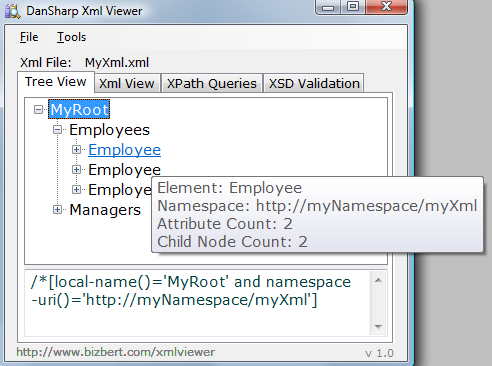 DanSharp Xml Viewer
File Tools
Xml File: MyXml.xml
Tree View Xml View XPath Queries XSD Validation
MyRoot
Employees
Employee
Employee
Employe
Managers
Element: Employee
Namespace: http://myNamespace/myXml
Attribute Count: 2
Child Node Count: 2
/*[local-name()='MyRoot' and namespace
-uri()='http://myNamespace/myXml']
http://www.bizbert.com/xmlviewer v 1.0